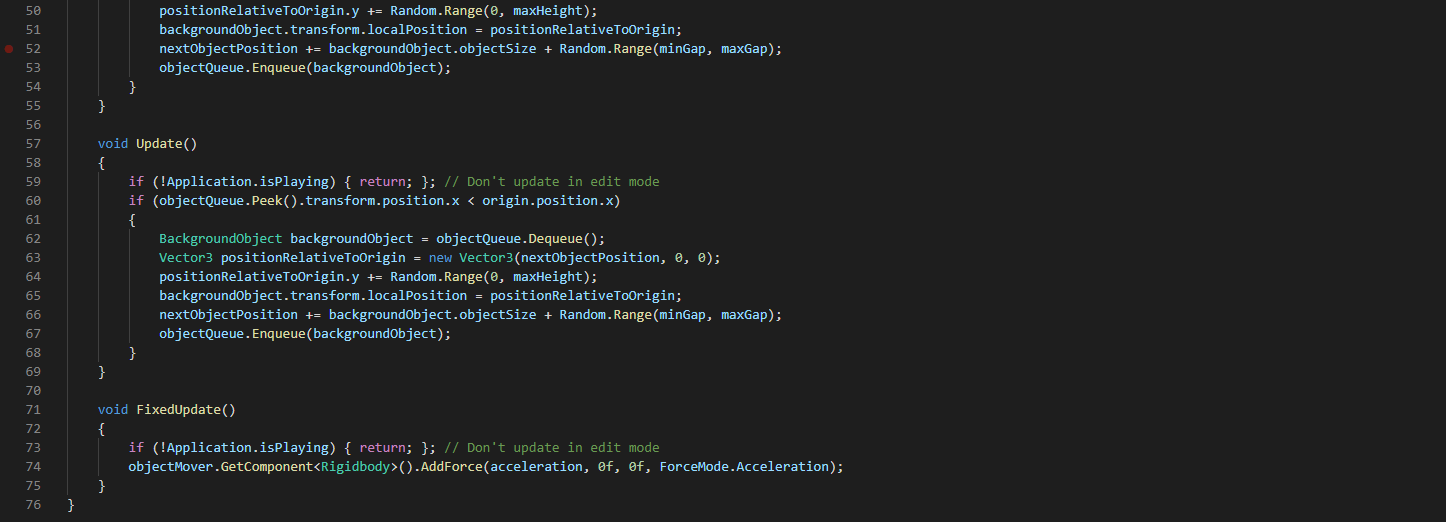 50 positionRelativeToOrigin.y += Random.Range(0, maxHeight);
51 backgroundObject.transform.localPosition = positionRelativeToOrigin;
52 nextObjectPosition += backgroundObject.objectSize + Random.Range(minGap, maxGap);
53 objectQueue.Enqueue(backgroundObject);
54 }
55 }
56
57 void Update()
58 {
59 if (!Application.isPlaying) { return; }; // Don't update in edit mode
60 if (objectQueue.Peek().transform.position.x < origin.position.x)
61 {
62 BackgroundObject backgroundObject = objectQueue.Dequeue();
63 Vector3 positionRelativeToOrigin = new Vector3(nextObjectPosition, 0, 0);
64 positionRelativeToOrigin.y += Random.Range(0, maxHeight);
65 backgroundObject.transform.localPosition = positionRelativeToOrigin;
66 nextObjectPosition += backgroundObject.objectSize + Random.Range(minGap, maxGap);
67 objectQueue.Enqueue(backgroundObject);
68 }
69 }
70
71 void FixedUpdate()
72 {
73 if (!Application.isPlaying) { return; }; // Don't update in edit mode
74 objectMover.GetComponent<Rigidbody>().AddForce(acceleration, 0f, 0f, ForceMode.Acceleration);
75 }
76 }